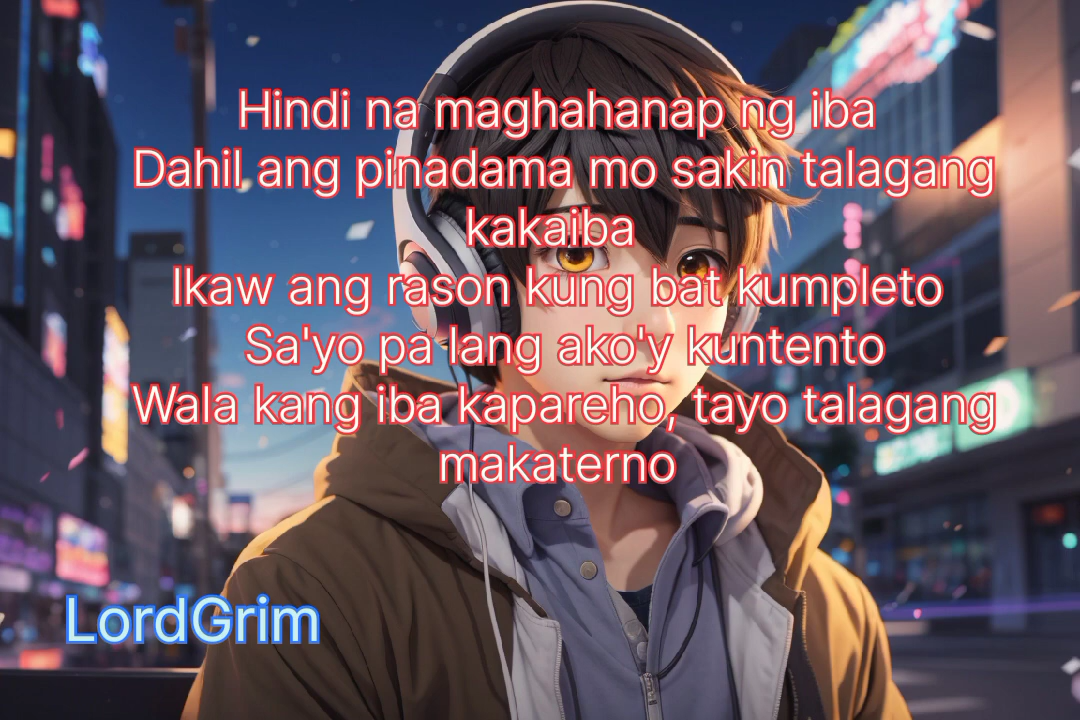 Hindi na maghahanap ng iba
Dahil ang pinadama mo sakin talagang
kakaiba
Ikaw ang rason kung bat kumpleto
Sa'yo pa lang ako'y kuntento
Wala kang iba kapareho, tayo talagang
makaterno
LordGrim